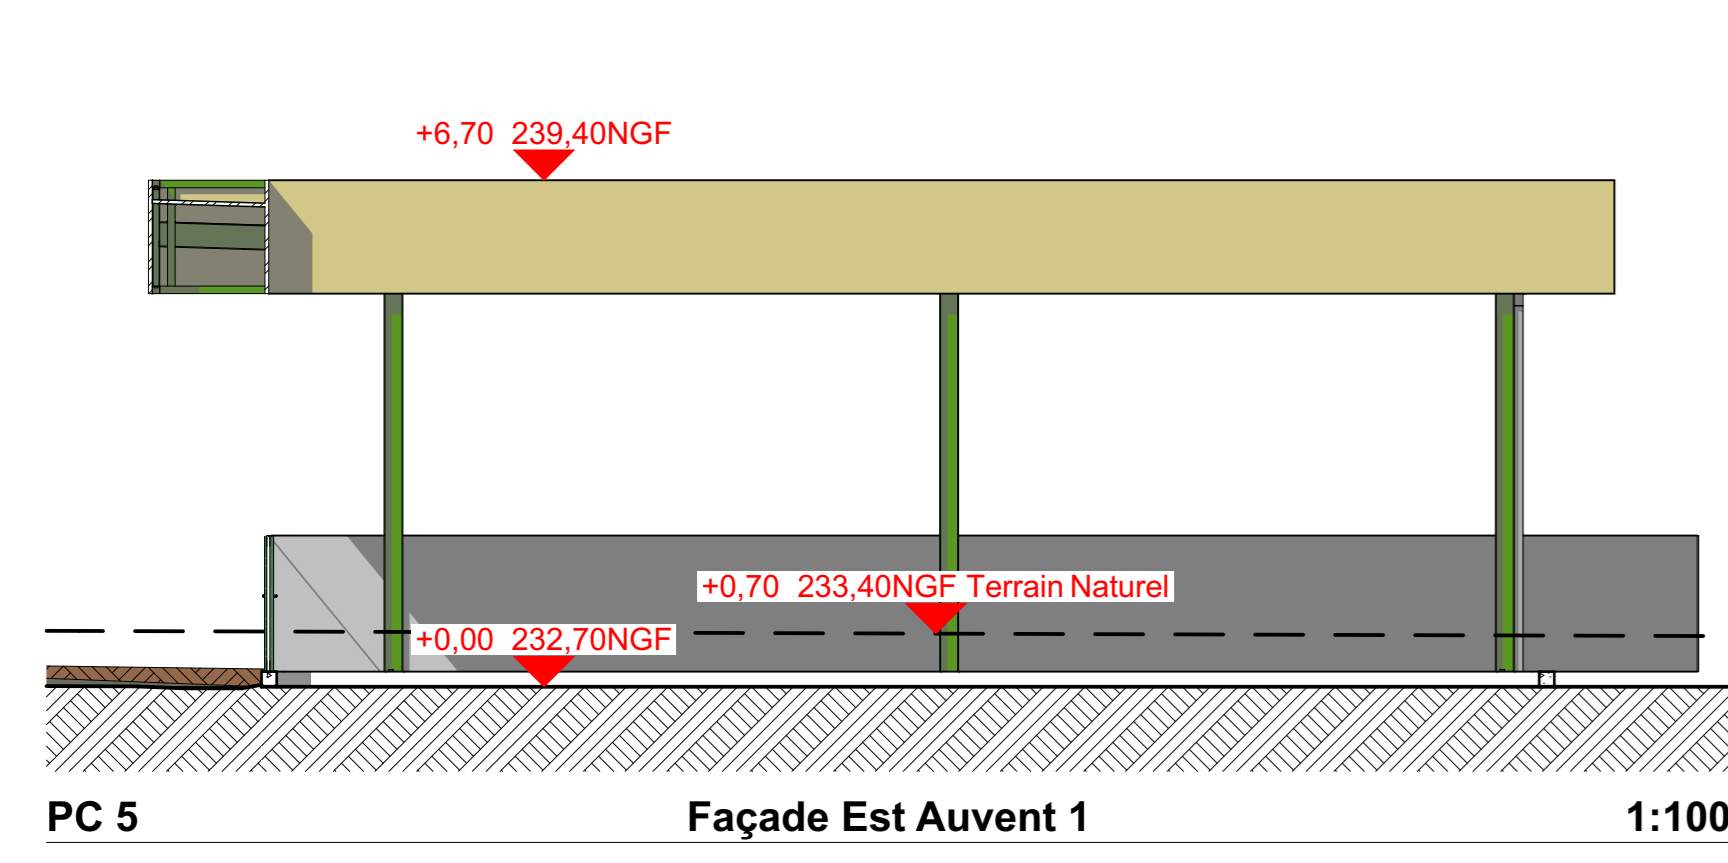 +6,70 239,40NGF
+0,70 233,40NGF Terrain Naturel
+0,00 232,70NGF
PC 5 Façade Est Auvent 1 1:100